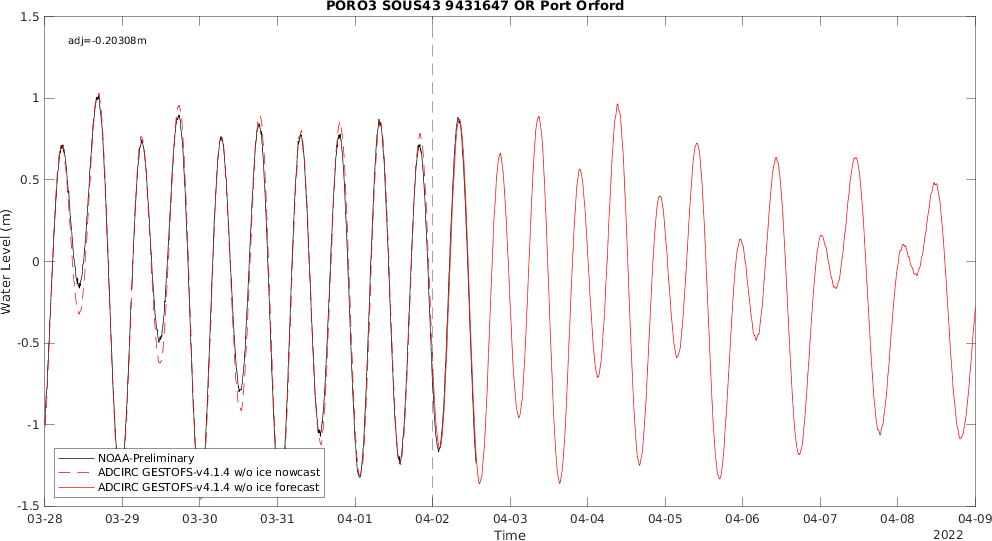 PORO3 SOUS43 9431647 OR Port Orford
adj=-0.20308m
Water Level (m)
1.5
1
0.5
0
-0.5
-1
-1.5
NOAA-Preliminary
ADCIRC GESTOFS-v4.1.4 w/o ice nowcast
ADCIRC GESTOFS-v4.1.4 w/o ice forecast
03-28 03-29 03-30 03-31 04-01 04-02 04-03 04-04 04-05 04-06 04-07 04-08 04-09
Time
2022